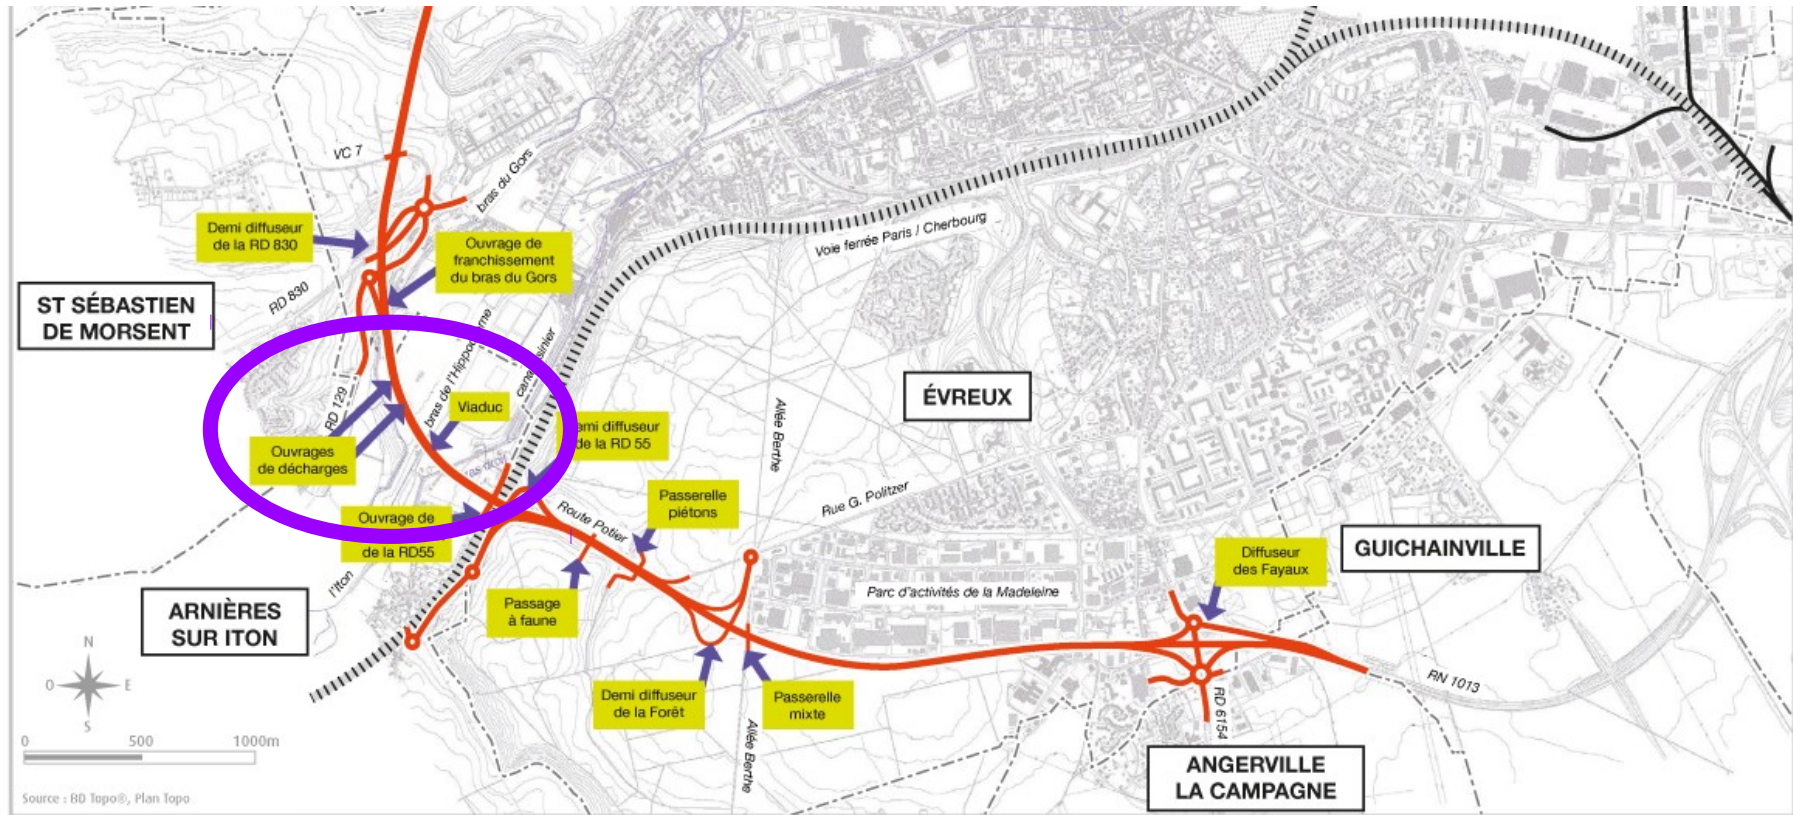 VC 7
bras du Gors
Demi diffuseur
de la RD 830
Ouvrage de
franchissement
du bras du Gors
Voie ferrée Paris / Cherbourg
RD 830
ST SÉBASTIEN
DE MORSENT
bras de l'Hippodrome
canal usinier
RD 129
Viaduc
Ouvrages
de décharges
Demi diffuseur
de la RD 55
bras droit
ÉVREUX
Allée Berthe
Rue G. Politzer
Passerelle
piétons
Route Potier
Ouvrage de
de la RD55
l'Iton
GUICHAINVILLE
Diffuseur
des Fayaux
Parc d'activités de la Madeleine
Passage
à faune
ARNIÈRES
SUR ITON
N
O
E
S
Demi diffuseur
de la Forêt
Passerelle
mixte
Allée Berthe
RN 1013
RD 6154
ANGERVILLE
LA CAMPAGNE
0 500 1000m
Source : BD Topo®, Plan Topo